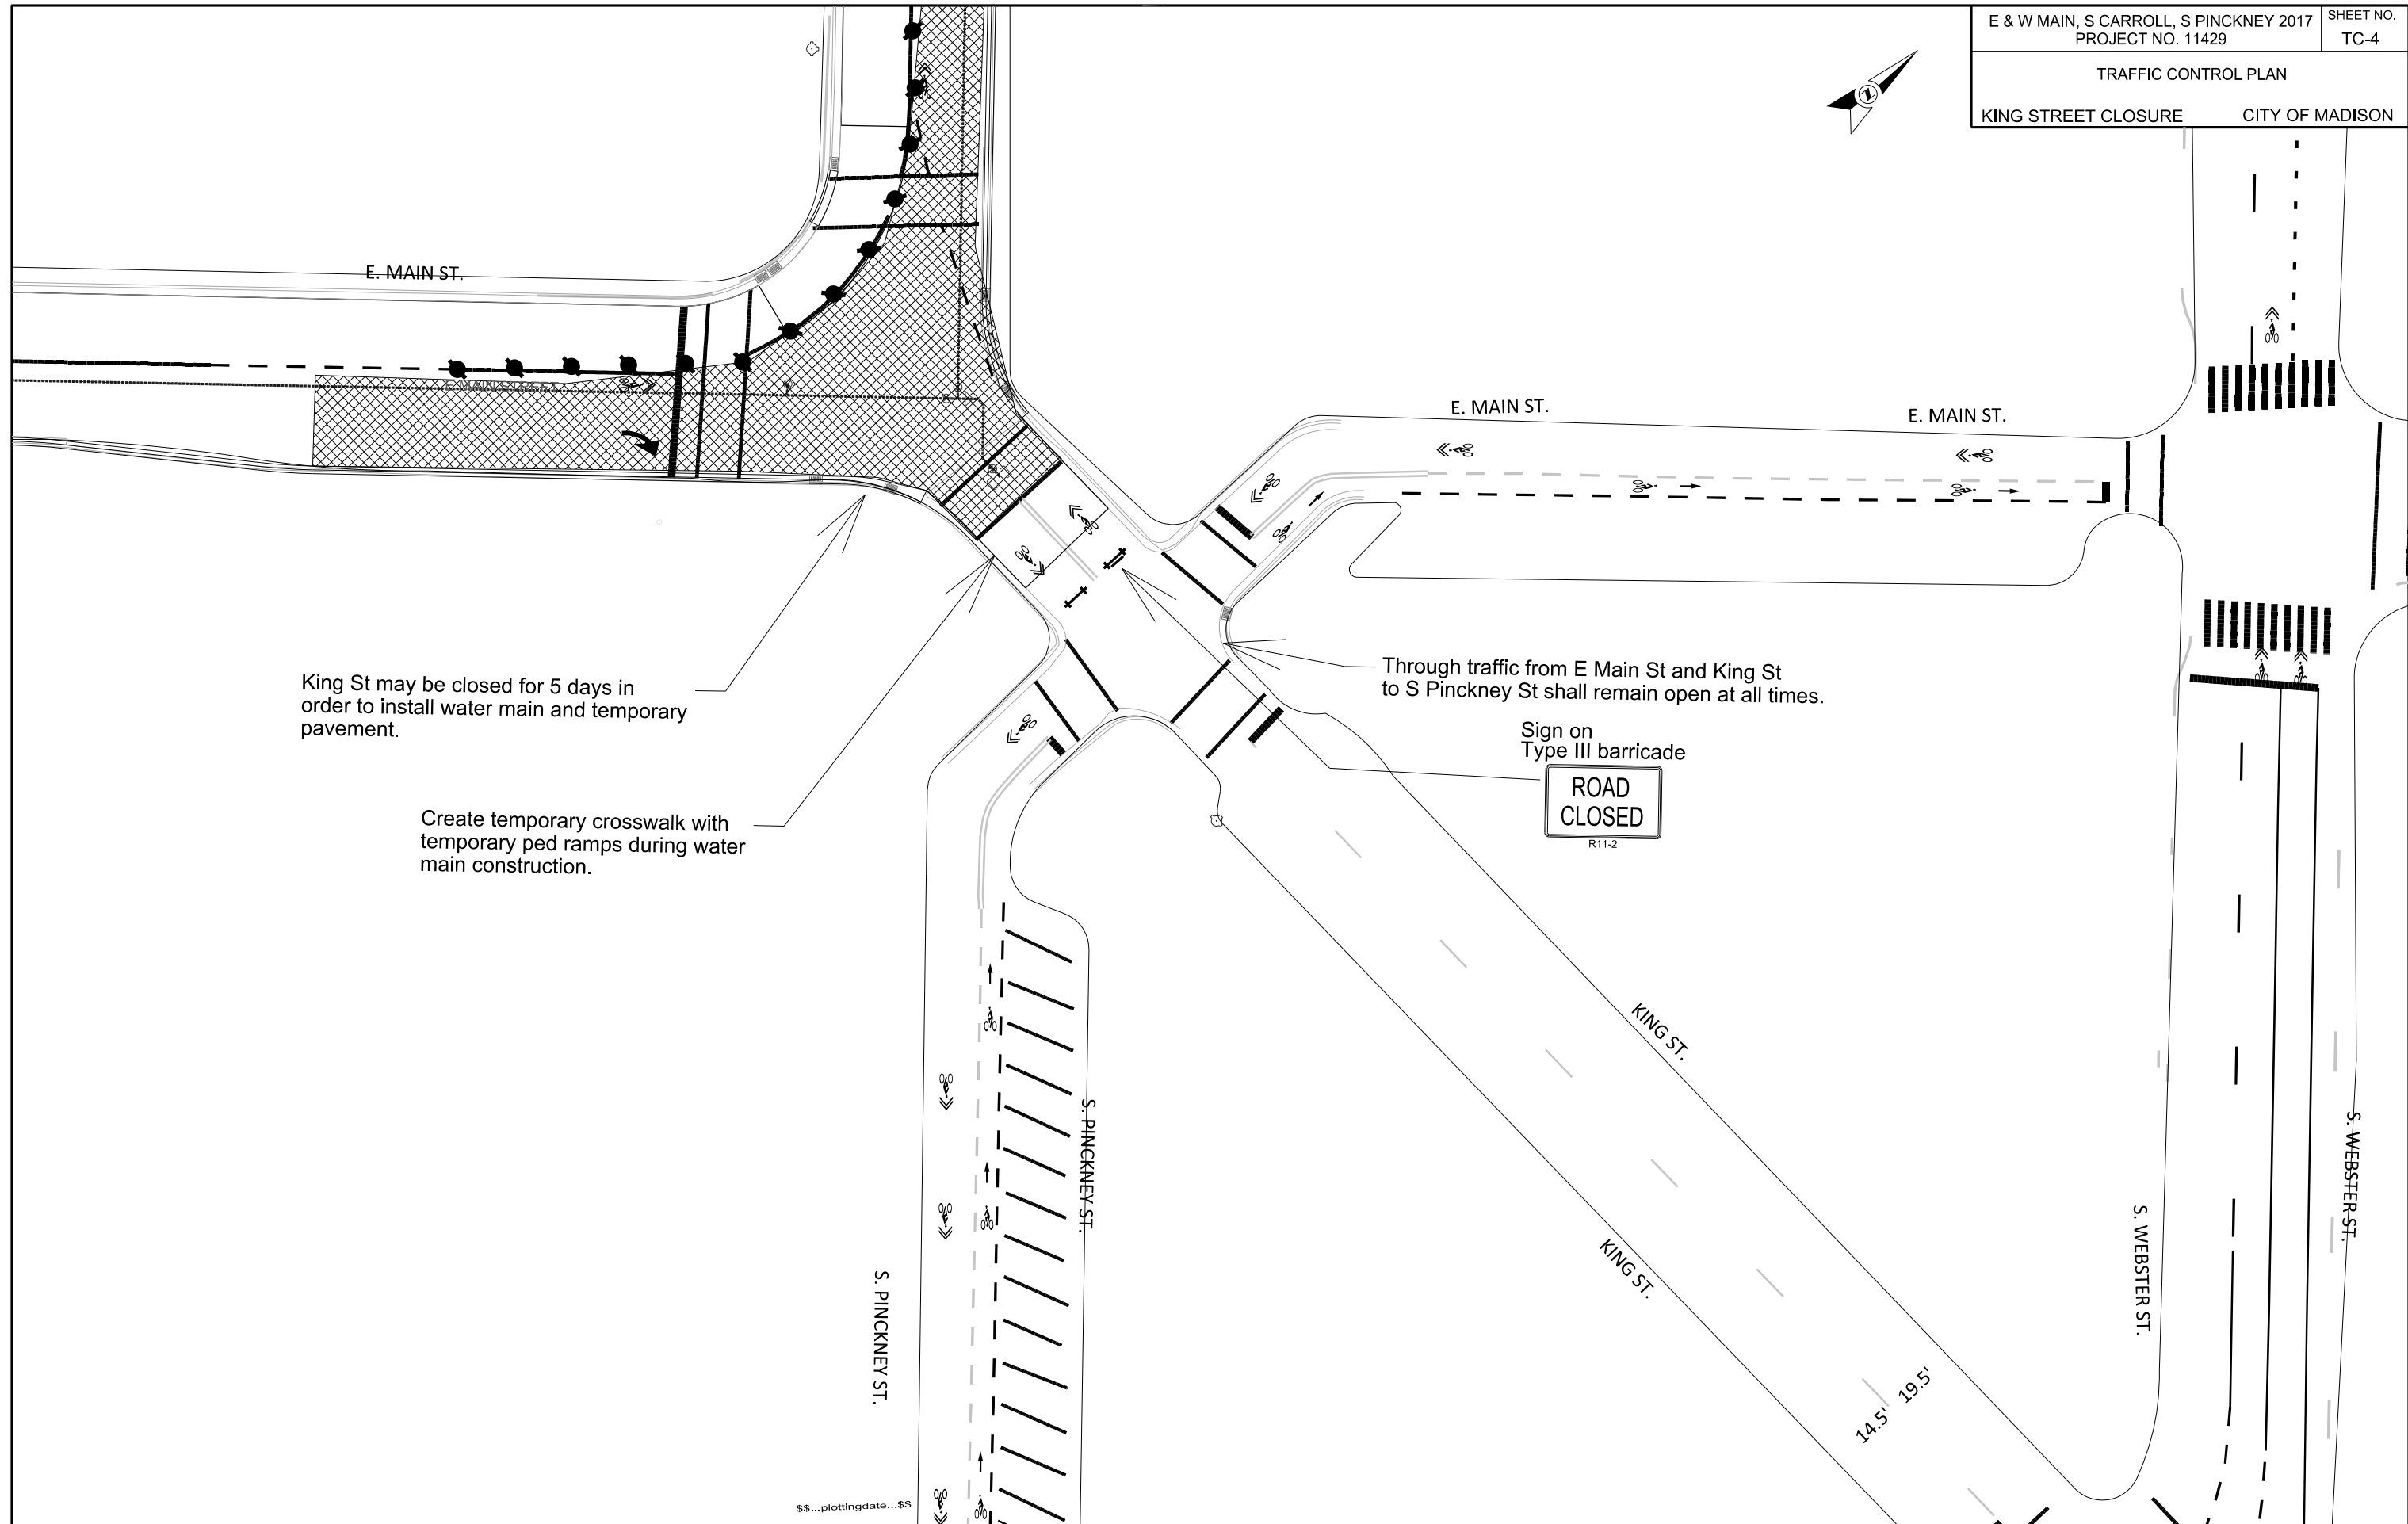 E & W MAIN, S CARROLL, S PINCKNEY 2017
PROJECT NO. 11429
SHEET NO.
TC-4
TRAFFIC CONTROL PLAN
KING STREET CLOSURE
CITY OF MADISON
E. MAIN ST.
E MAIN STREET
E. MAIN ST.
E. MAIN ST.
King St may be closed for 5 days in
order to install water main and temporary
pavement.
Through traffic from E Main St and King St
to S Pinckney St shall remain open at all times.
Sign on
Type III barricade
ROAD
CLOSED
R11-2
Create temporary crosswalk with
temporary ped ramps during water
main construction.
KING ST.
KING ST.
S. PINCKNEY ST.
S. PINCKNEY ST.
S. WEBSTER ST.
S. WEBSTER ST.
14.5' 19.5'
$$...plottingdate...$$